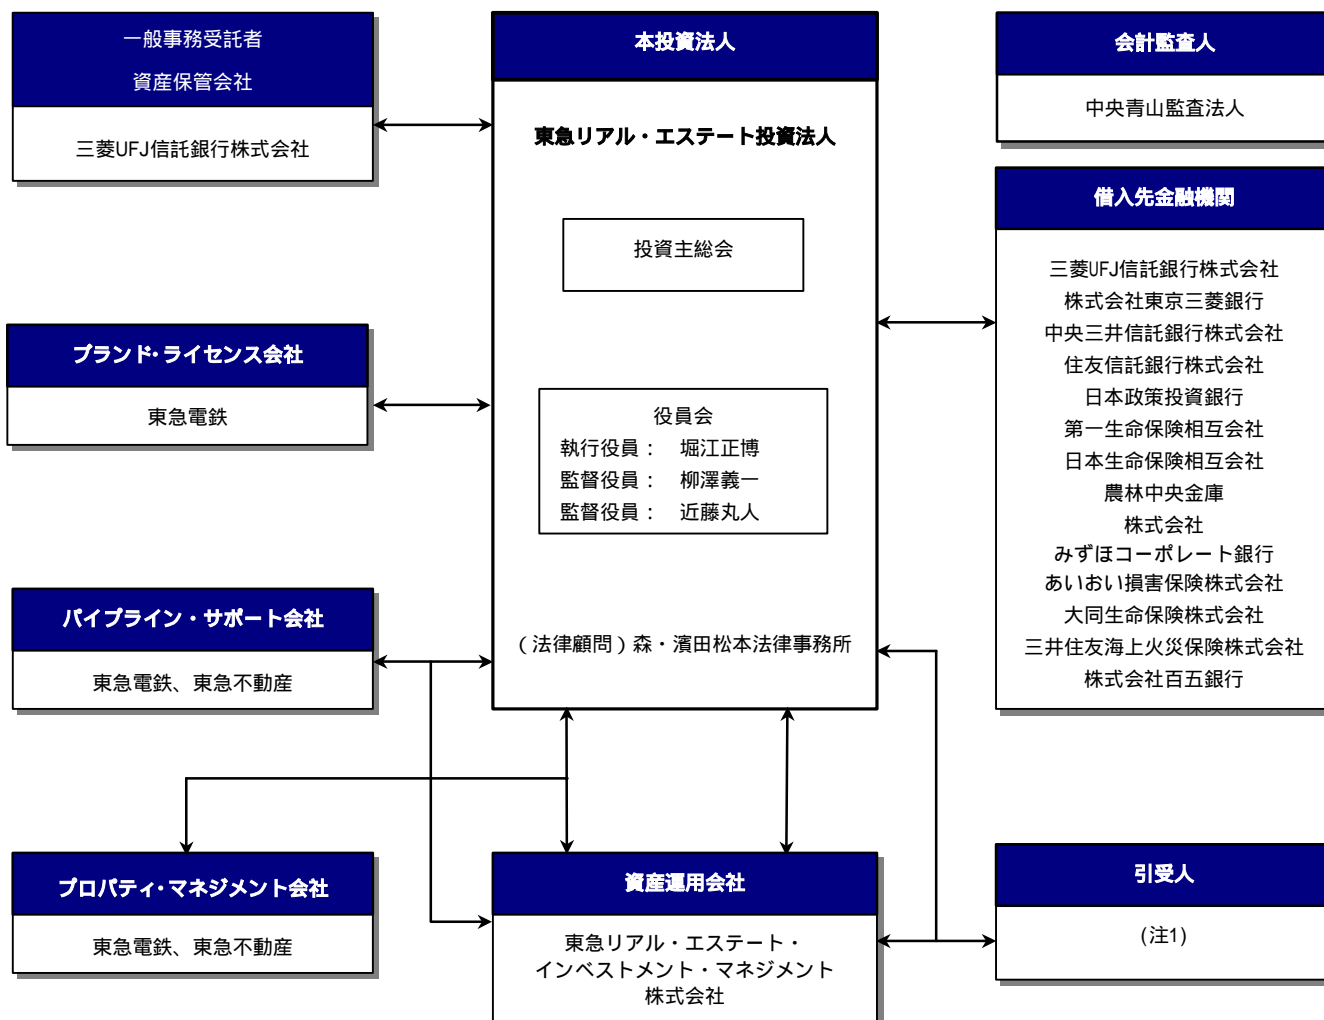 一般事務受託者
資産保管会社
三菱UFJ信託銀行株式会社
ブランド・ライセンス会社
東急電鉄
パイプライン・サポート会社
東急電鉄、東急不動産
プロパティ・マネジメント会社
東急電鉄、東急不動産
本投資法人
東急リアル・エステート投資法人
投資主総会
役員会
執行役員： 堀江正博
監督役員： 柳澤義一
監督役員： 近藤丸人
（法律顧問）森・濱田松本法律事務所
資産運用会社
東急リアル・エステート・
インベストメント・マネジメント
株式会社
会計監査人
中央青山監査法人
借入先金融機関
三菱UFJ信託銀行株式会社
株式会社東京三菱銀行
中央三井信託銀行株式会社
住友信託銀行株式会社
日本政策投資銀行
第一生命保険相互会社
日本生命保険相互会社
農林中央金庫
株式会社
みずほコーポレート銀行
あいおい損害保険株式会社
大同生命保険株式会社
三井住友海上火災保険株式会社
株式会社百五銀行
引受人
(注1)